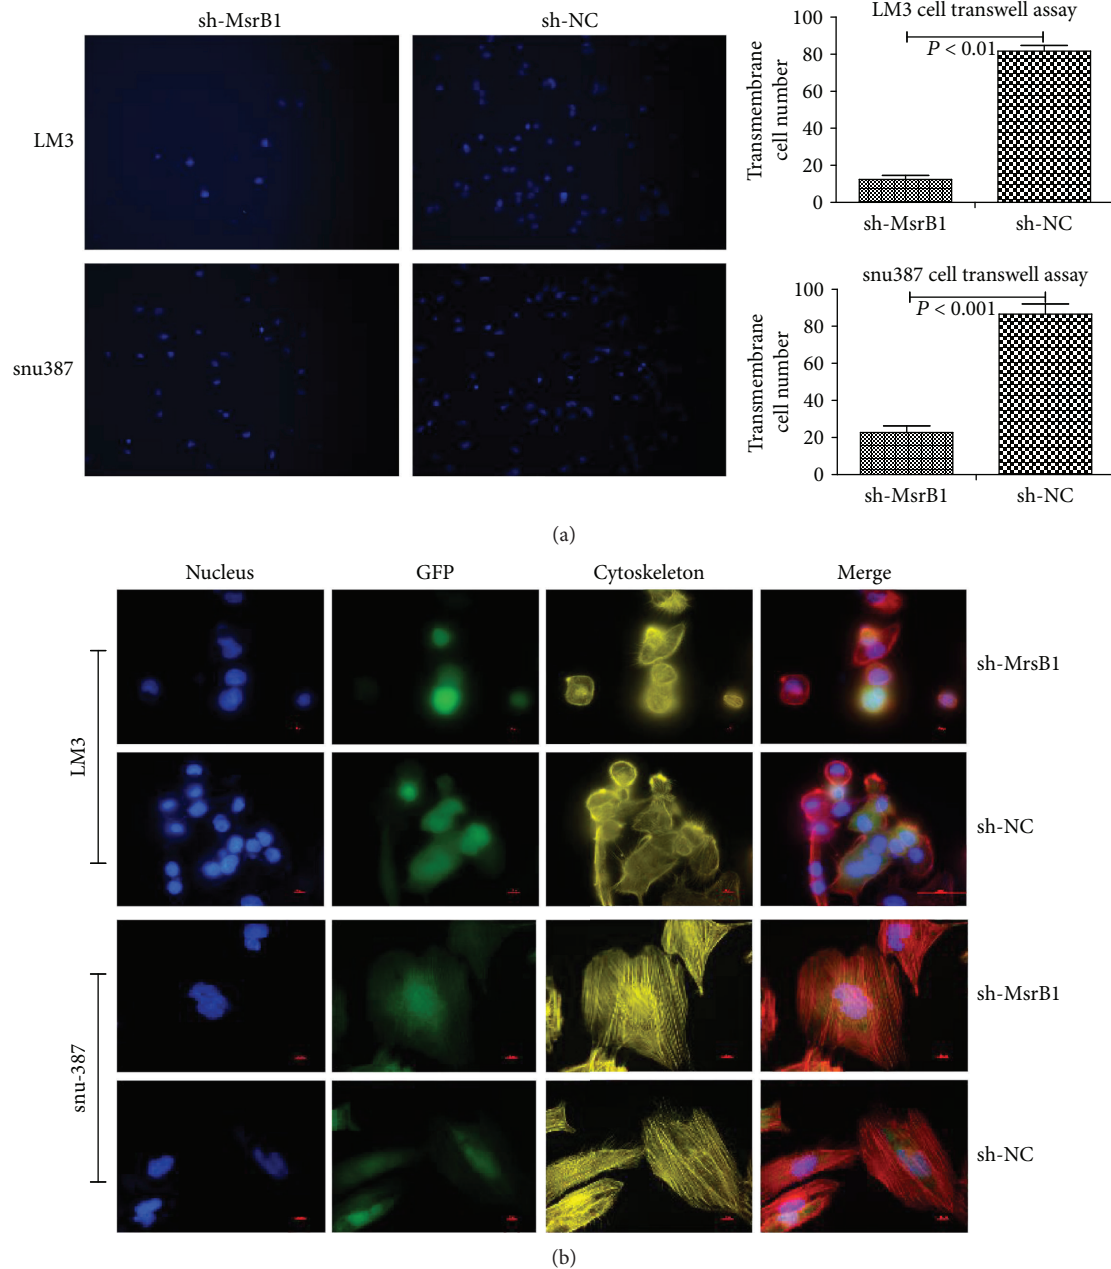 sh-MsrB1
sh-NC
LM3
snu387
LM3 cell transwell assay
P < 0.01
100
80
60
40
20
0
Transmembrane
cell number
sh-MsrB1
sh-NC
snu387 cell transwell assay
P < 0.001
100
80
60
40
20
0
Transmembrane
cell number
sh-MsrB1
sh-NC
(a)
Nucleus
GFP
Cytoskeleton
Merge
LM3
sh-MrsB1
sh-NC
snu-387
sh-MsrB1
sh-NC
(b)